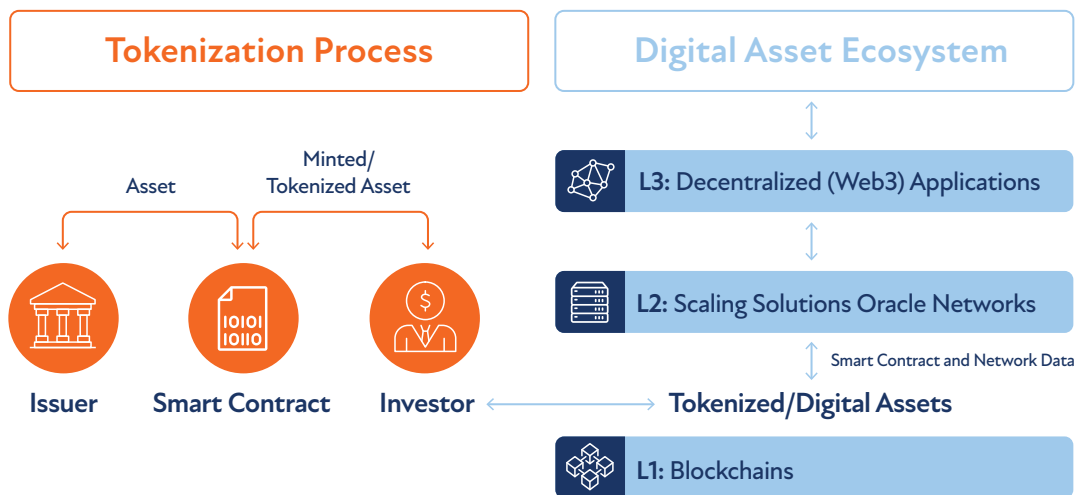 Tokenization Process
Asset
Minted/
Tokenized Asset
10101
10110
Issuer
Smart Contract
$
Investor
Digital Asset Ecosystem
L3: Decentralized (Web3) Applications
L2: Scaling Solutions Oracle Networks
Smart Contract and Network Data
Tokenized/Digital Assets
L1: Blockchains